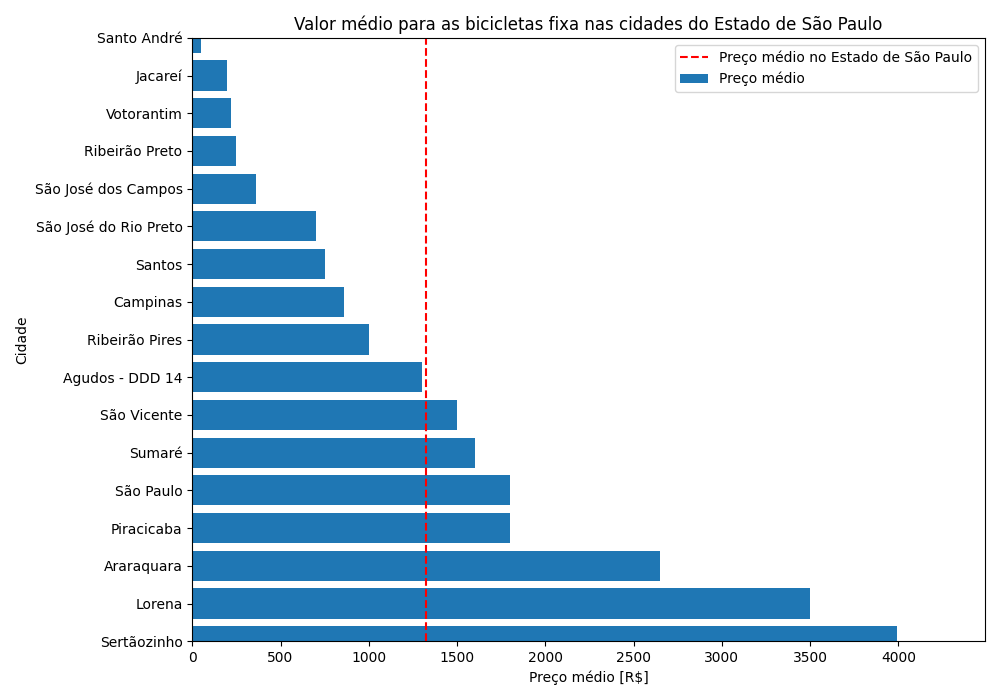 Valor médio para as bicicletas fixa nas cidades do Estado de São Paulo
Preço médio no Estado de São Paulo
Preço médio
Cidade
Santo André
Jacareí
Votorantim
Ribeirão Preto
São José dos Campos
São José do Rio Preto
Santos
Campinas
Ribeirão Pires
Agudos - DDD 14
São Vicente
Sumaré
São Paulo
Piracicaba
Araraquara
Lorena
Sertãozinho
0 500 1000 1500 2000 2500 3000 3500 4000
Preço médio [R$]